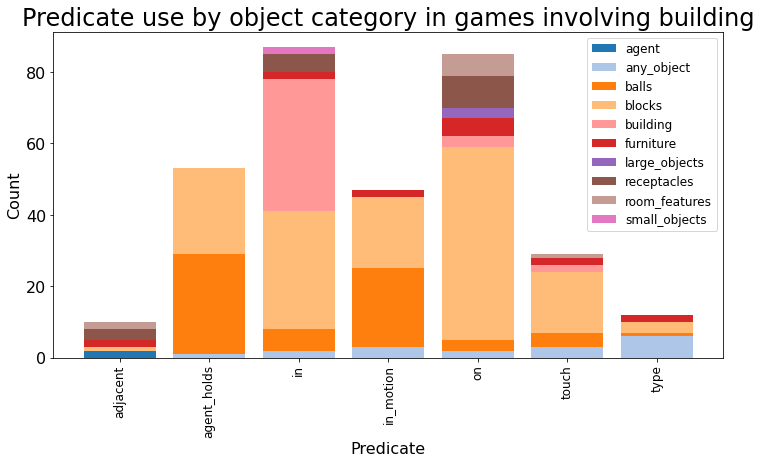 Predicate use by object category in games involving building
agent
any_object
balls
blocks
building
furniture
large_objects
receptacles
room_features
small_objects
80
60
40
20
0
Count
adjacent
agent_holds
in
in_motion
on
touch
type
Predicate